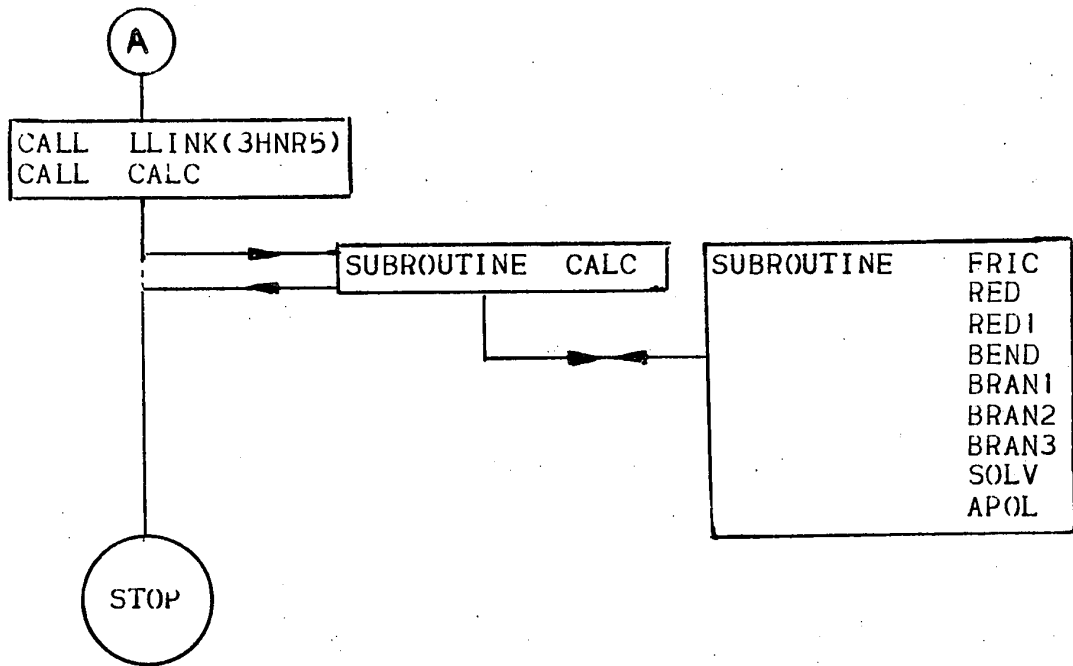 A
CALL LLINK(3HNR5)
CALL CALC
SUBROUTINE CALC
SUBROUTINE FRIC
RED
RED1
BEND
BRAN1
BRAN2
BRAN3
SOLV
APOL
STOP